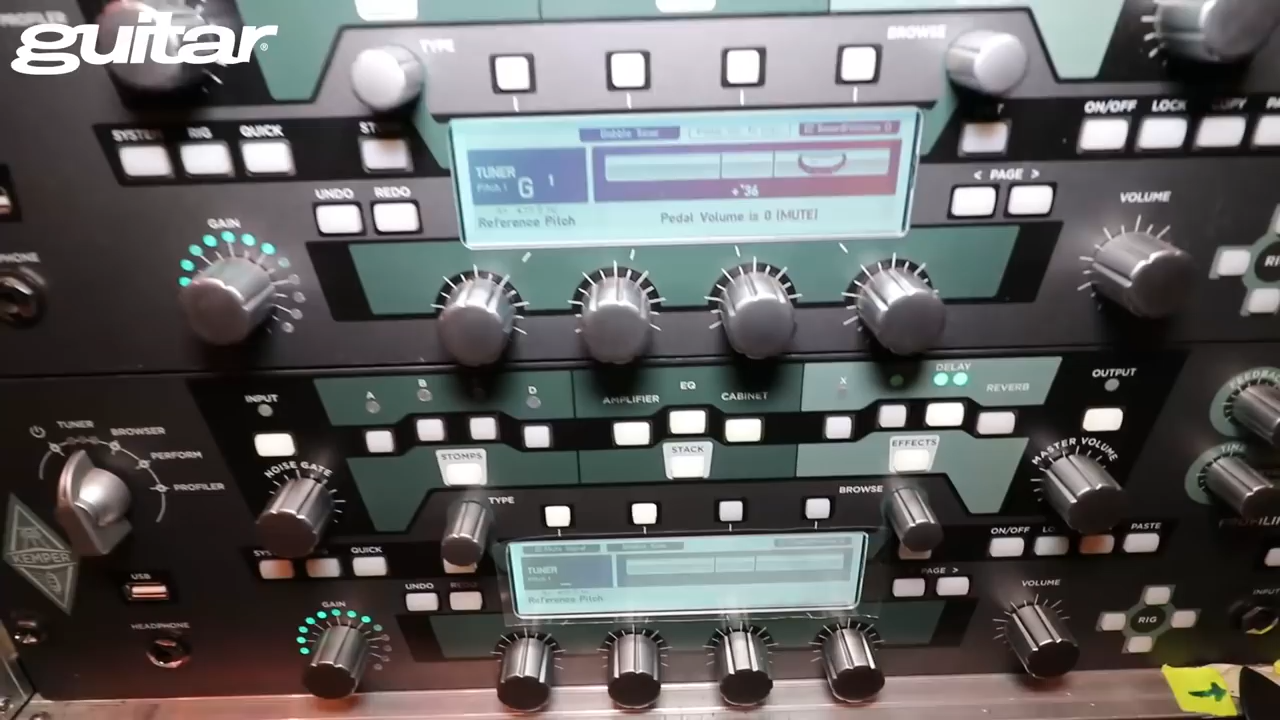 guitar
TYPE
BROWSE
SYSTEM RIG QUICK
ON/OFF LOCK COPY
UNDO REDO
< PAGE >
TUNER
G 1
+36
Reference Pitch
Pedal Volume is 0 (MUTE)
GAIN
VOLUME
INPUT
A B D
AMPLIFIER EQ CABINET
X
DELAY
REVERB
OUTPUT
TUNER
BROWSER
PERFORM
PROFILER
NOISE GATE
STOMPS
STACK
EFFECTS
MASTER VOLUME
FEEDBACK
TYPE
BROWSE
KEMPER
QUICK
ON/OFF
PASTE
TUNER
Reference Pitch
UNDO
PAGE >
USB
HEADPHONE
GAIN
VOLUME
RIG